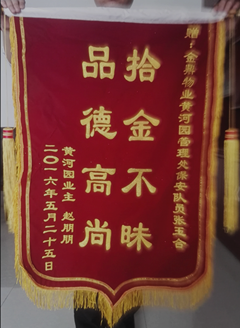 赠：金鼎物业黄河园管理处保安队员张玉合
拾金不昧
品德高尚
黄河园业主 赵朋朋
二〇一六年五月二十五日